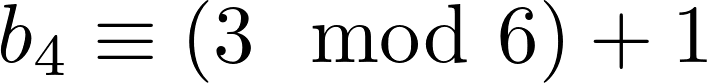 b₄ ≡ (3 mod 6) + 1